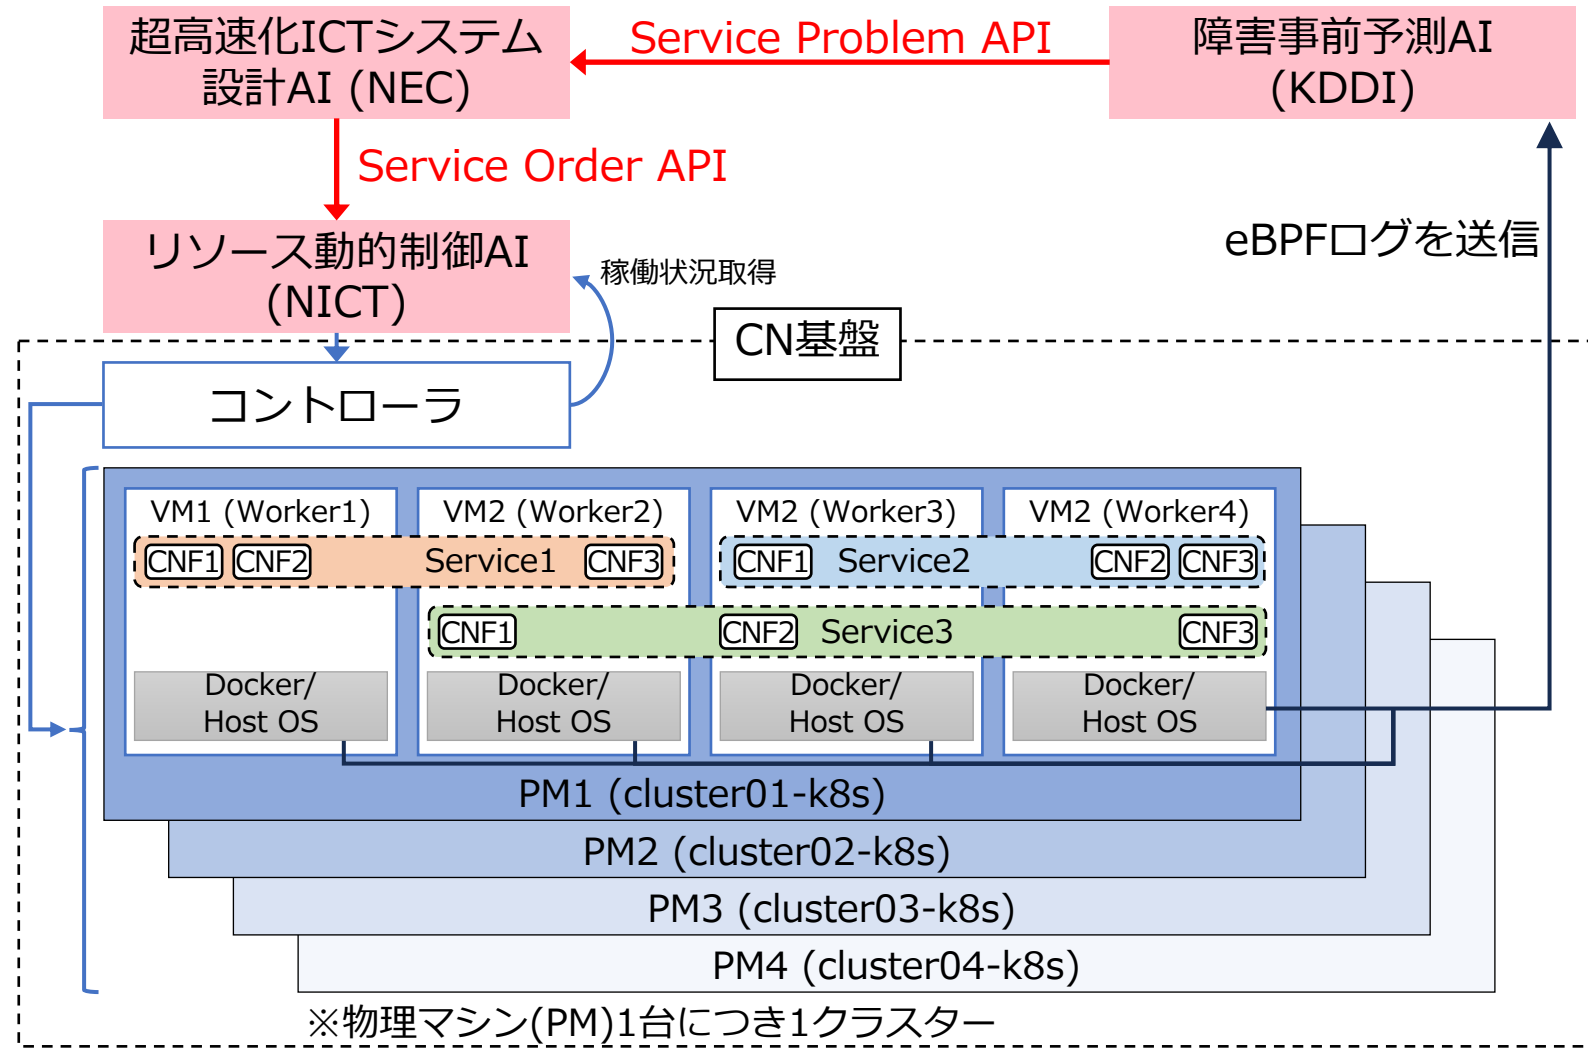 超高速化ICTシステム
設計AI (NEC)
Service Problem API
障害事前予測AI
(KDDI)
Service Order API
リソース動的制御AI
(NICT)
稼働状況取得
eBPFログを送信
CN基盤
コントローラ
VM1 (Worker1)
VM2 (Worker2)
VM2 (Worker3)
VM2 (Worker4)
CNF1 CNF2 Service1 CNF3
CNF1 Service2 CNF2 CNF3
CNF1 CNF2 Service3 CNF3
Docker/
Host OS
Docker/
Host OS
Docker/
Host OS
Docker/
Host OS
PM1 (cluster01-k8s)
PM2 (cluster02-k8s)
PM3 (cluster03-k8s)
PM4 (cluster04-k8s)
※物理マシン(PM)1台につき1クラスター